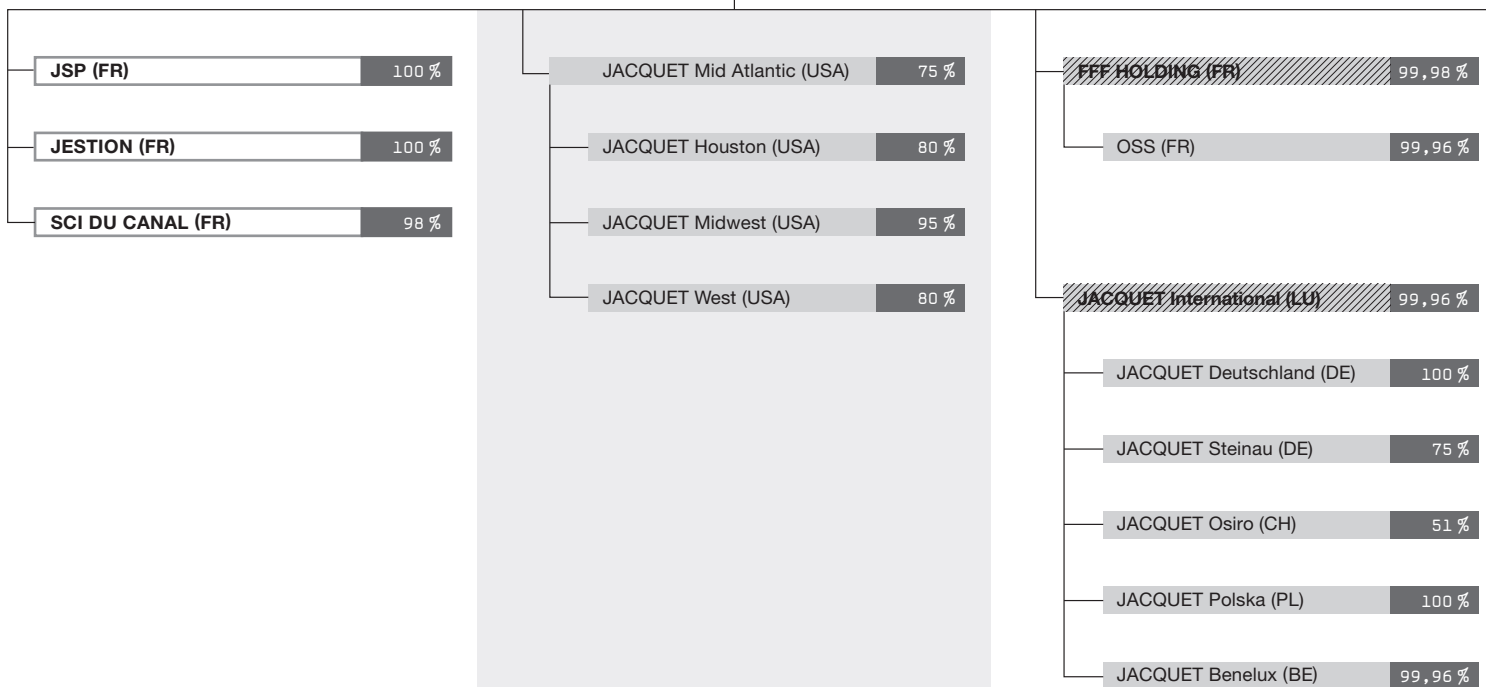 JSP (FR) 100 %
JESTION (FR) 100 %
SCI DU CANAL (FR) 98 %
JACQUET Mid Atlantic (USA) 75 %
JACQUET Houston (USA) 80 %
JACQUET Midwest (USA) 95 %
JACQUET West (USA) 80 %
FFF HOLDING (FR) 99,98 %
OSS (FR) 99,96 %
JACQUET International (LU) 99,96 %
JACQUET Deutschland (DE) 100 %
JACQUET Steinau (DE) 75 %
JACQUET Osiro (CH) 51 %
JACQUET Polska (PL) 100 %
JACQUET Benelux (BE) 99,96 %